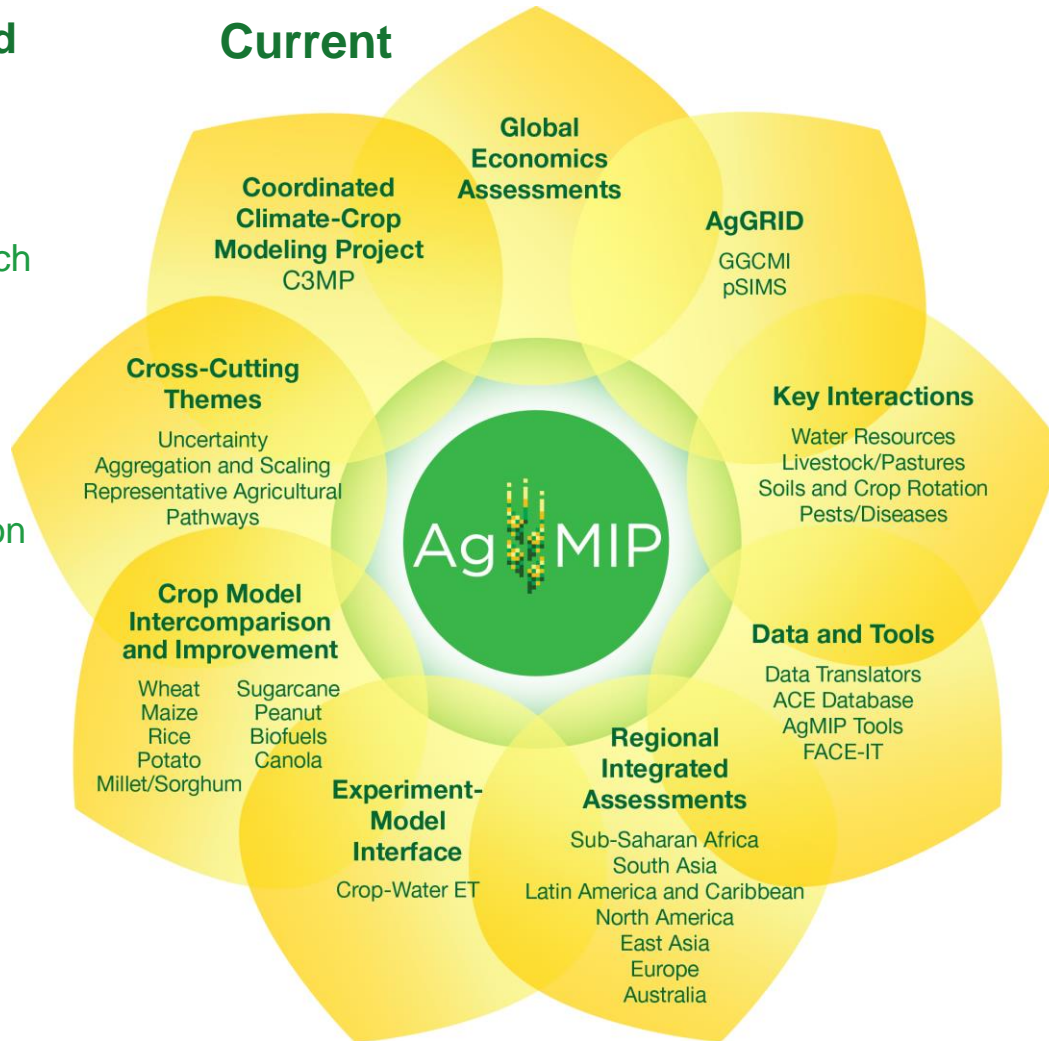 d
Current
ch
on
Global
Economics
Assessments
AgGRID
GGCMI
pSIMS
Key Interactions
Water Resources
Livestock/Pastures
Soils and Crop Rotation
Pests/Diseases
Data and Tools
Data Translators
ACE Database
AgMIP Tools
FACE-IT
Regional
Integrated
Assessments
Sub-Saharan Africa
South Asia
Latin America and Caribbean
North America
East Asia
Europe
Australia
Experiment-
Model
Interface
Crop-Water ET
Crop Model
Intercomparison
and Improvement
Wheat Sugarcane
Maize Peanut
Rice Biofuels
Potato Canola
Millet/Sorghum
Cross-Cutting
Themes
Uncertainty
Aggregation and Scaling
Representative Agricultural
Pathways
Coordinated
Climate-Crop
Modeling Project
C3MP
AgMIP